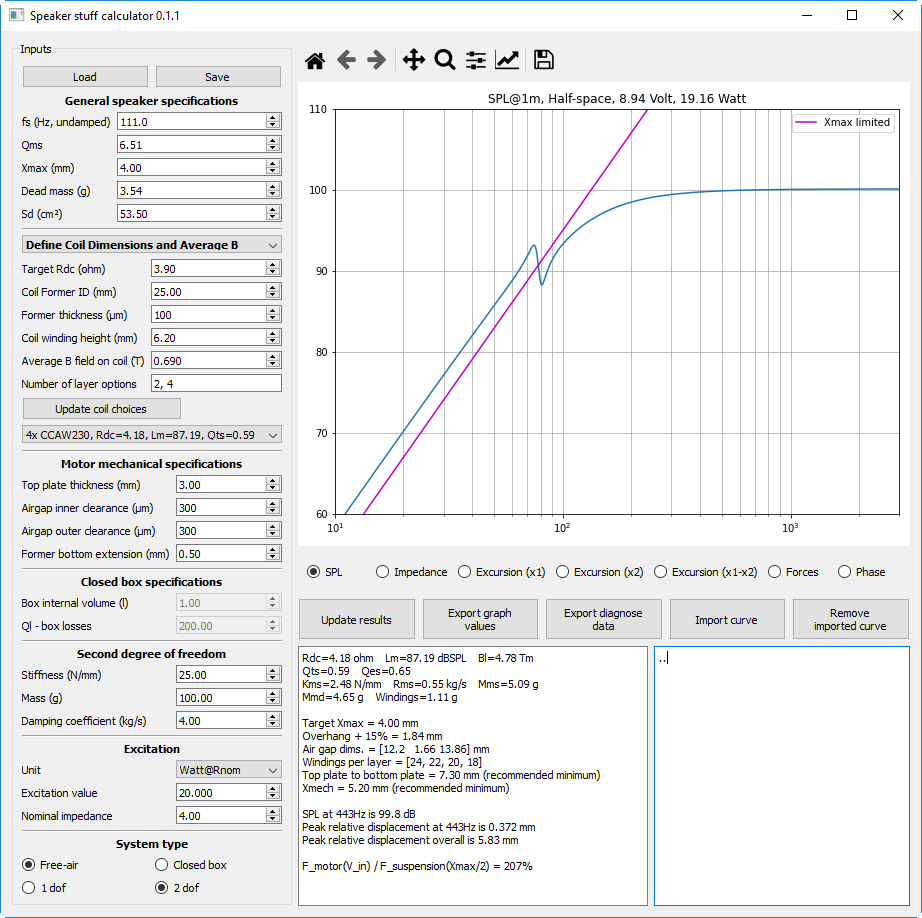 Speaker stuff calculator 0.1.1
Inputs
Load Save
General speaker specifications
fs (Hz, undamped) 111.0
Qms 6.51
Xmax (mm) 4.00
Dead mass (g) 3.54
Sd (cm²) 53.50
Define Coil Dimensions and Average B
Target Rdc (ohm) 3.90
Coil Former ID (mm) 25.00
Former thickness (μm) 100
Coil winding height (mm) 6.20
Average B field on coil (T) 0.690
Number of layer options 2, 4
Update coil choices
4x CCAW230, Rdc=4.18, Lm=87.19, Qts=0.59
Motor mechanical specifications
Top plate thickness (mm) 3.00
Airgap inner clearance (μm) 300
Airgap outer clearance (μm) 300
Former bottom extension (mm) 0.50
Closed box specifications
Box internal volume (l) 1.00
Ql - box losses 200.00
Second degree of freedom
Stiffness (N/mm) 25.00
Mass (g) 100.00
Damping coefficient (kg/s) 4.00
Excitation
Unit Watt@Rnom
Excitation value 20.000
Nominal impedance 4.00
System type
Free-air Closed box
1 dof 2 dof
SPL@1m, Half-space, 8.94 Volt, 19.16 Watt
Xmax limited
110
100
90
80
70
60
10¹ 10² 10³
SPL Impedance Excursion (x1) Excursion (x2) Excursion (x1-x2) Forces Phase
Update results Export graph values Export diagnose data Import curve Remove imported curve
Rdc=4.18 ohm Lm=87.19 dBSPL Bl=4.78 Tm
Qts=0.59 Qes=0.65
Kms=2.48 N/mm Rms=0.55 kg/s Mms=5.09 g
Mmd=4.65 g Windings=1.11 g
Target Xmax = 4.00 mm
Overhang + 15% = 1.84 mm
Air gap dims. = [12.2 1.66 13.86] mm
Windings per layer = [24, 22, 20, 18]
Top plate to bottom plate = 7.30 mm (recommended minimum)
Xmech = 5.20 mm (recommended minimum)
SPL at 443Hz is 99.8 dB
Peak relative displacement at 443Hz is 0.372 mm
Peak relative displacement overall is 5.83 mm
F_motor(V_in) / F_suspension(Xmax/2) = 207%
..